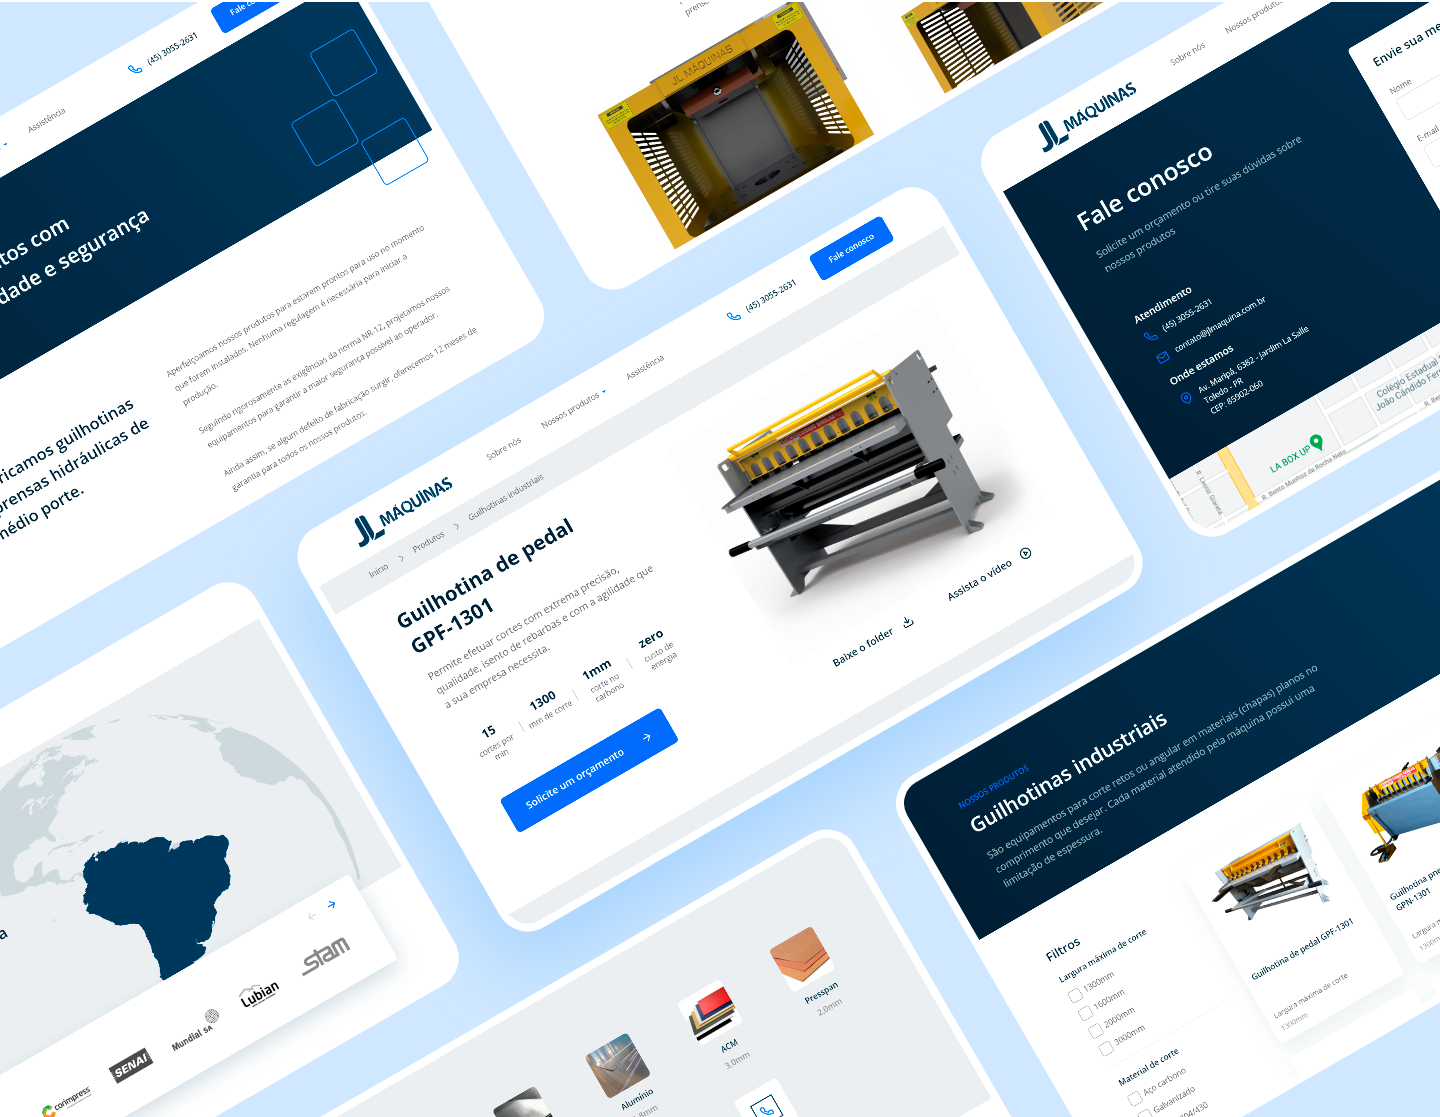 Fale
(45) 3055-2631
Assistência
tos com
dade e segurança
Aperfeiçoamos nossos produtos para estarem prontos para uso no momento
que forem instalados. Nenhuma regulagem é necessária para iniciar a
produção.
Seguindo rigorosamente as exigências da norma NR-12, projetamos nossos
equipamentos para garantir a maior segurança possível ao operador.
Ainda assim, se algum defeito de fabricação surgir, oferecemos 12 meses de
garantia para todos os nossos produtos.
ricamos guilhotinas
prensas hidráulicas de
médio porte.
JL MÁQUINAS
JL MÁQUINAS
Sobre nós
Nossos produtos
Fale conosco
Solicite um orçamento ou tire suas dúvidas sobre
nossos produtos
Atendimento
(45) 3055-2631
contato@jlmaquina.com.br
Onde estamos
Av. Maripá, 6382 - Jardim La Salle
Toledo - PR
CEP: 85902-060
Envie sua me
Nome
E-mail
Colégio Estadual
João Cândido Fer
LA BOX UP
R. Bento Munhoz da Rocha Neto
R. Be
JL MÁQUINAS
Sobre nós
Nossos produtos
Assistência
(45) 3055-2631
Fale conosco
Início
Produtos
Guilhotinas industriais
Guilhotina de pedal
GPF-1301
Permite efetuar cortes com extrema precisão,
qualidade, isento de rebarbas e com a agilidade que
a sua empresa necessita.
15
cortes por
min
1300
mm de corte
1mm
corte no
carbono
zero
custo de
energia
Solicite um orçamento
Baixe o folder
Assista o vídeo
a
corimpress
SENAI
Mundial SA
Lubian
stam
Alumínio
8mm
ACM
3,0mm
Presspan
2,0mm
NOSSOS PRODUTOS
Guilhotinas industriais
São equipamentos para corte retos ou angular em materiais (chapas) planos no
comprimento que desejar. Cada material atendido pela máquina possui uma
limitação de espessura.
Filtros
Largura máxima de corte
1300mm
1600mm
2000mm
3000mm
Material de corte
Aço carbono
Galvanizado
304/430
Guilhotina de pedal GPF-1301
Largura máxima de corte
1300mm
Guilhotina pne
GPN-1301
Largura m
1300m